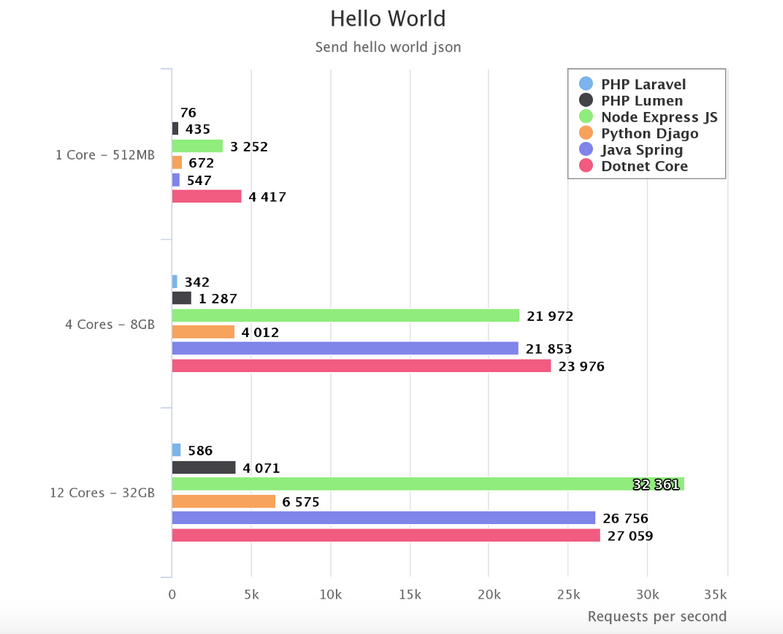 Hello World
Send hello world json
PHP Laravel
PHP Lumen
Node Express JS
Python Djago
Java Spring
Dotnet Core
1 Core – 512MB
76
435
3 252
672
547
4 417
4 Cores – 8GB
342
1 287
21 972
4 012
21 853
23 976
12 Cores – 32GB
586
4 071
32 361
6 575
26 756
27 059
0 5k 10k 15k 20k 25k 30k 35k
Requests per second